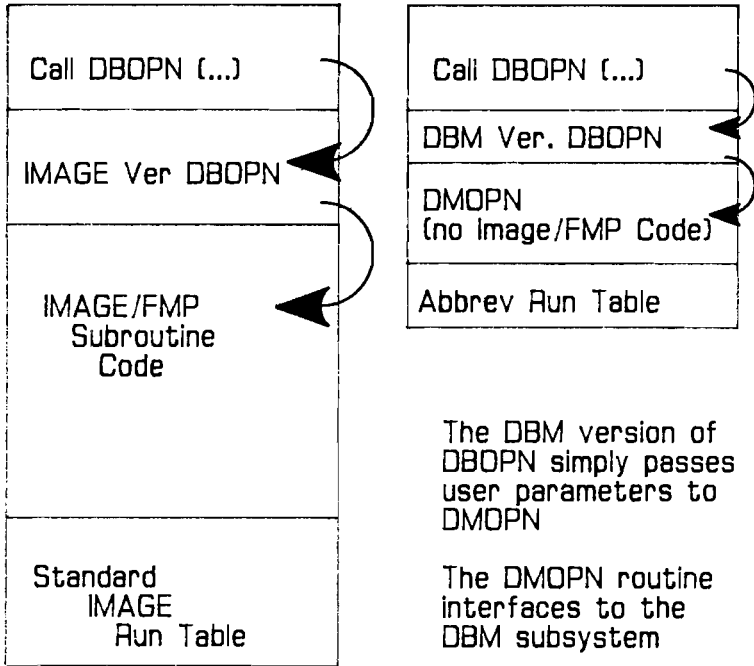 Call DBOPN (...)
IMAGE Ver DBOPN
IMAGE/FMP
Subroutine
Code
Standard
IMAGE
Run Table
Call DBOPN (...)
DBM Ver. DBOPN
DMOPN
(no Image/FMP Code)
Abbrev Run Table
The DBM version of
DBOPN simply passes
user parameters to
DMOPN
The DMOPN routine
interfaces to the
DBM subsystem